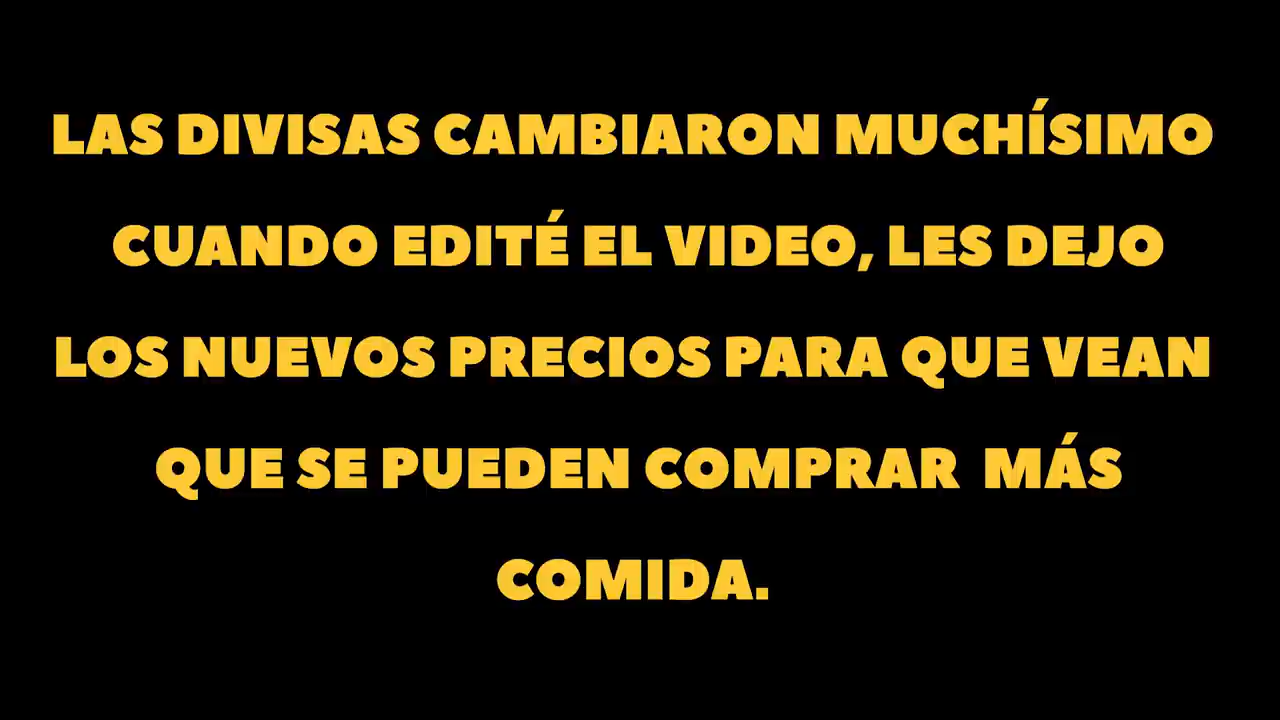 LAS DIVISAS CAMBIARON MUCHÍSIMO
CUANDO EDITÉ EL VIDEO, LES DEJO
LOS NUEVOS PRECIOS PARA QUE VEAN
QUE SE PUEDEN COMPRAR MÁS
COMIDA.